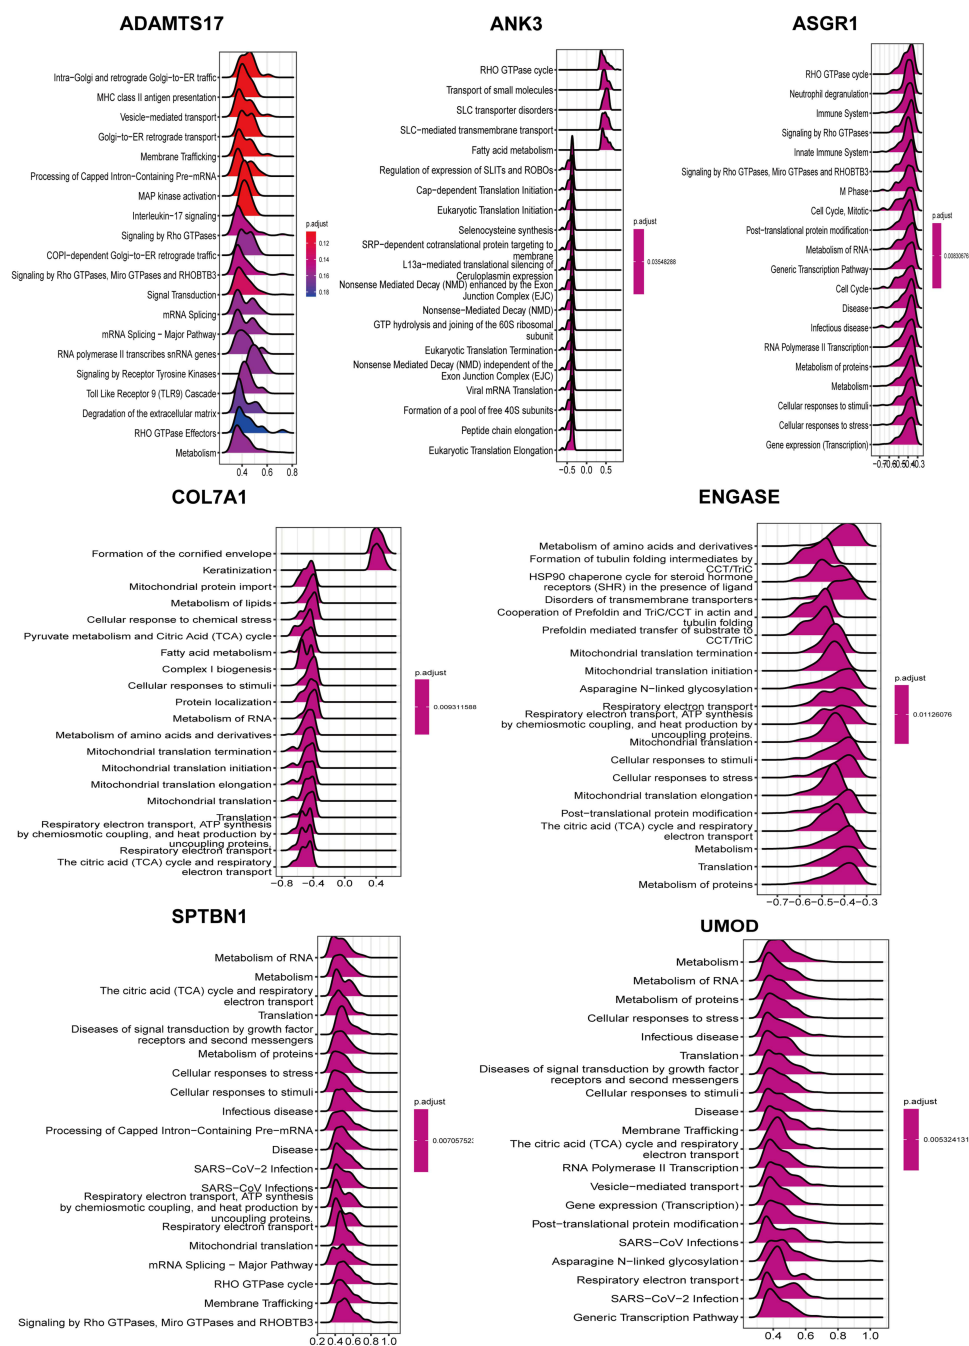 ADAMTS17
Intra-Golgi and retrograde Golgi-to-ER traffic
MHC class II antigen presentation
Vesicle-mediated transport
Golgi-to-ER retrograde transport
Membrane Trafficking
Processing of Capped Intron-Containing Pre-mRNA
MAP kinase activation
Interleukin-17 signaling
Signaling by Rho GTPases
COPI-dependent Golgi-to-ER retrograde traffic
Signaling by Rho GTPases, Miro GTPases and RHOBTB3
Signal Transduction
mRNA Splicing
mRNA Splicing - Major Pathway
RNA polymerase II transcribes snRNA genes
Signaling by Receptor Tyrosine Kinases
Toll Like Receptor 9 (TLR9) Cascade
Degradation of the extracellular matrix
RHO GTPase Effectors
Metabolism
0.4 0.6 0.8
p.adjust
0.12
0.14
0.16
0.18
ANK3
RHO GTPase cycle
Transport of small molecules
SLC transporter disorders
SLC-mediated transmembrane transport
Fatty acid metabolism
Regulation of expression of SLITs and ROBOs
Cap-dependent Translation Initiation
Eukaryotic Translation Initiation
Selenocysteine synthesis
SRP-dependent cotranslational protein targeting to
membrane
L13a-mediated translational silencing of
Ceruloplasmin expression
Nonsense Mediated Decay (NMD) enhanced by the Exon
Junction Complex (EJC)
Nonsense-Mediated Decay (NMD)
GTP hydrolysis and joining of the 60S ribosomal
subunit
Eukaryotic Translation Termination
Nonsense Mediated Decay (NMD) independent of the
Exon Junction Complex (EJC)
Viral mRNA Translation
Formation of a pool of free 40S subunits
Peptide chain elongation
Eukaryotic Translation Elongation
-0.5 0.0 0.5
p.adjust
0.03548288
ASGR1
RHO GTPase cycle
Neutrophil degranulation
Immune System
Signaling by Rho GTPases
Innate Immune System
Signaling by Rho GTPases, Miro GTPases and RHOBTB3
M Phase
Cell Cycle, Mitotic
Post-translational protein modification
Metabolism of RNA
Generic Transcription Pathway
Cell Cycle
Disease
Infectious disease
RNA Polymerase II Transcription
Metabolism of proteins
Metabolism
Cellular responses to stimuli
Cellular responses to stress
Gene expression (Transcription)
-0.7-0.6-0.5-0.4-0.3
p.adjust
0.00830676
COL7A1
Formation of the cornified envelope
Keratinization
Mitochondrial protein import
Metabolism of lipids
Cellular response to chemical stress
Pyruvate metabolism and Citric Acid (TCA) cycle
Fatty acid metabolism
Complex I biogenesis
Cellular responses to stimuli
Protein localization
Metabolism of RNA
Metabolism of amino acids and derivatives
Mitochondrial translation termination
Mitochondrial translation initiation
Mitochondrial translation elongation
Mitochondrial translation
Translation
Respiratory electron transport, ATP synthesis
by chemiosmotic coupling, and heat production by
uncoupling proteins.
Respiratory electron transport
The citric acid (TCA) cycle and respiratory
electron transport
-0.8 -0.4 0.0 0.4
p.adjust
0.009311588
ENGASE
Metabolism of amino acids and derivatives
Formation of tubulin folding intermediates by
CCT/TriC
HSP90 chaperone cycle for steroid hormone
receptors (SHR) in the presence of ligand
Disorders of transmembrane transporters
Cooperation of Prefoldin and TriC/CCT in actin and
tubulin folding
Prefoldin mediated transfer of substrate to
CCT/TriC
Mitochondrial translation termination
Mitochondrial translation initiation
Asparagine N-linked glycosylation
Respiratory electron transport
Respiratory electron transport, ATP synthesis
by chemiosmotic coupling, and heat production by
uncoupling proteins.
Mitochondrial translation
Cellular responses to stimuli
Cellular responses to stress
Mitochondrial translation elongation
Post-translational protein modification
The citric acid (TCA) cycle and respiratory
electron transport
Metabolism
Translation
Metabolism of proteins
-0.7 -0.6 -0.5 -0.4 -0.3
p.adjust
0.01126076
SPTBN1
Metabolism of RNA
Metabolism
The citric acid (TCA) cycle and respiratory
electron transport
Translation
Diseases of signal transduction by growth factor
receptors and second messengers
Metabolism of proteins
Cellular responses to stress
Cellular responses to stimuli
Infectious disease
Processing of Capped Intron-Containing Pre-mRNA
Disease
SARS-CoV-2 Infection
SARS-CoV Infections
Respiratory electron transport, ATP synthesis
by chemiosmotic coupling, and heat production by
uncoupling proteins.
Respiratory electron transport
Mitochondrial translation
mRNA Splicing - Major Pathway
RHO GTPase cycle
Membrane Trafficking
Signaling by Rho GTPases, Miro GTPases and RHOBTB3
0.2 0.4 0.6 0.8 1.0
p.adjust
UMOD
Metabolism
Metabolism of RNA
Metabolism of proteins
Cellular responses to stress
Infectious disease
Translation
Diseases of signal transduction by growth factor
receptors and second messengers
Cellular responses to stimuli
Disease
Membrane Trafficking
The citric acid (TCA) cycle and respiratory
electron transport
RNA Polymerase II Transcription
Vesicle-mediated transport
Gene expression (Transcription)
Post-translational protein modification
SARS-CoV Infections
Asparagine N-linked glycosylation
Respiratory electron transport
SARS-CoV-2 Infection
Generic Transcription Pathway
0.4 0.6 0.8 1.0
p.adjust
0.005324131